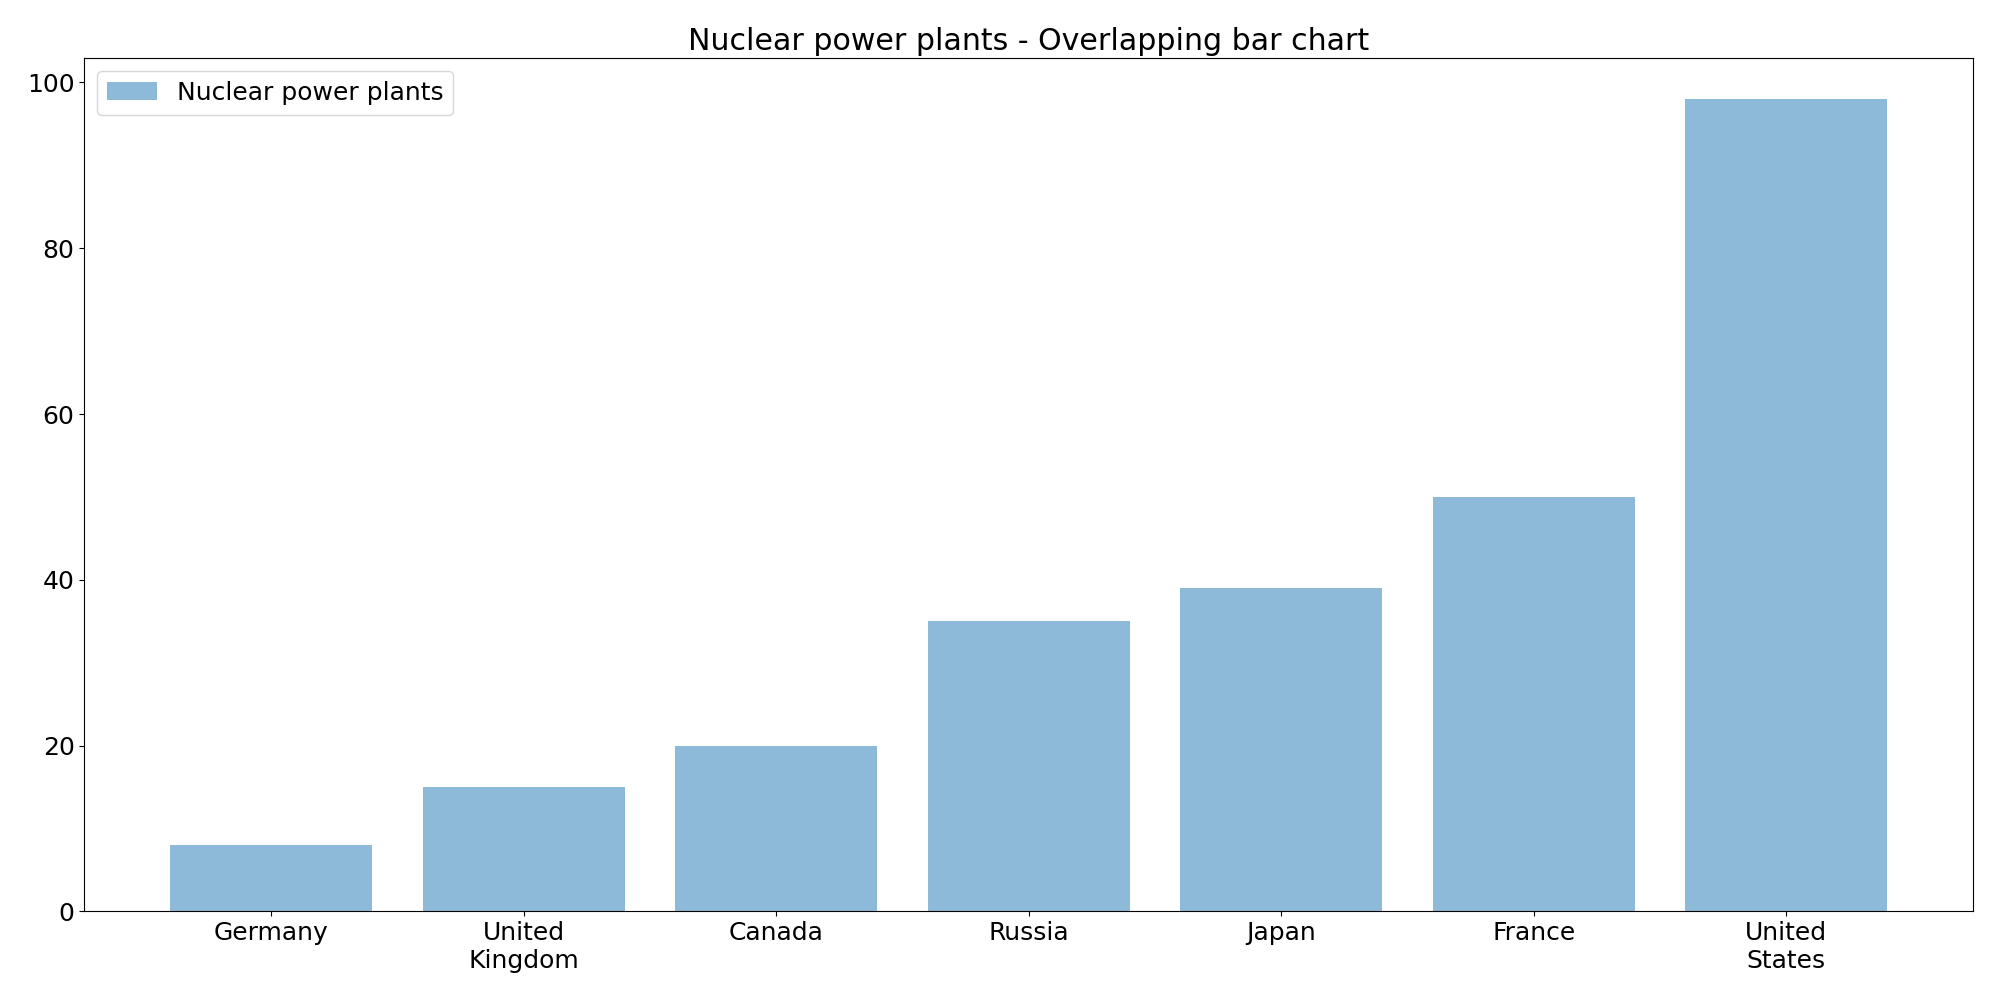 Nuclear power plants - Overlapping bar chart
Nuclear power plants
100
80
60
40
20
0
Germany
United
Kingdom
Canada
Russia
Japan
France
United
States